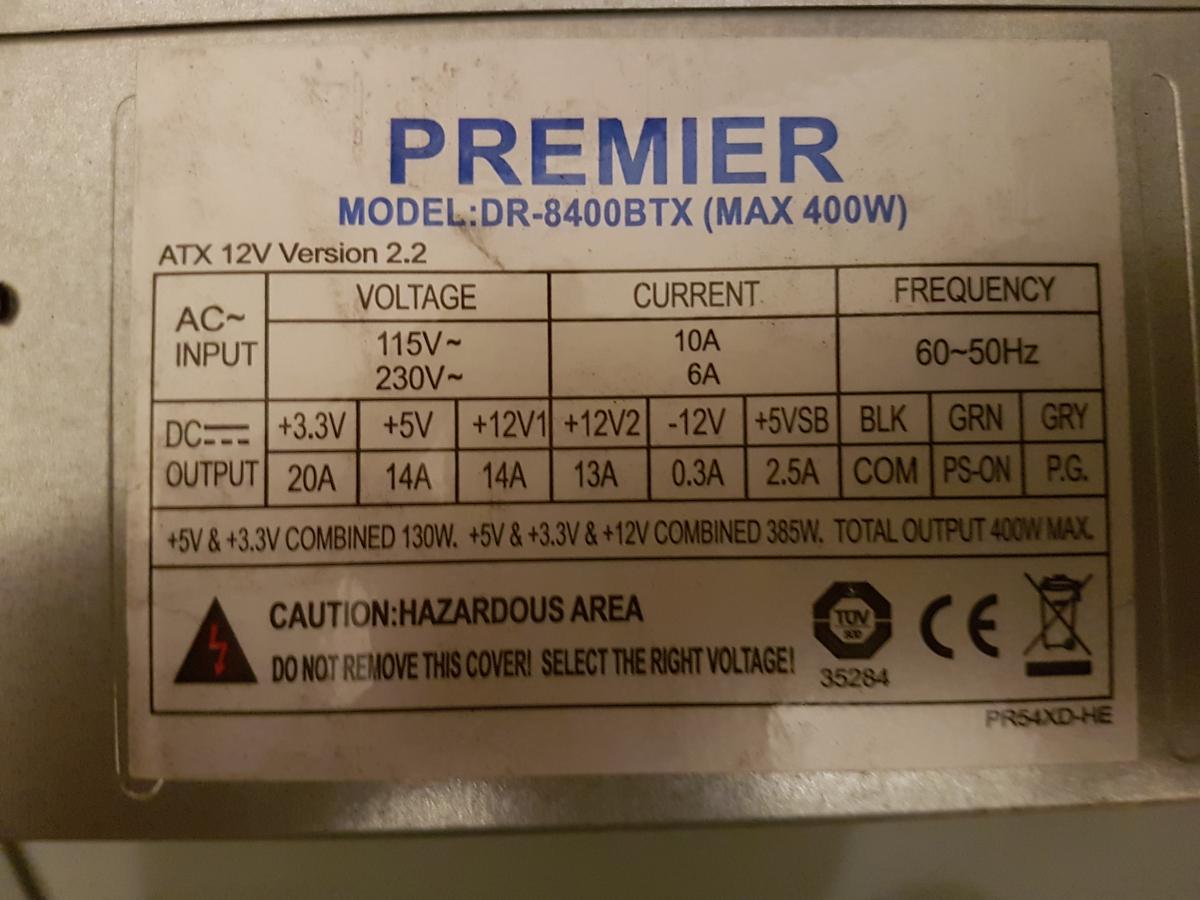 PREMIER
MODEL:DR-8400BTX (MAX 400W)
ATX 12V Version 2.2
AC~ INPUT VOLTAGE CURRENT FREQUENCY
115V~ 10A 60~50Hz
230V~ 6A
DC OUTPUT +3.3V +5V +12V1 +12V2 -12V +5VSB BLK GRN GRY
20A 14A 14A 13A 0.3A 2.5A COM PS-ON P.G.
+5V & +3.3V COMBINED 130W. +5V & +3.3V & +12V COMBINED 385W. TOTAL OUTPUT 400W MAX.
CAUTION:HAZARDOUS AREA
DO NOT REMOVE THIS COVER! SELECT THE RIGHT VOLTAGE!
TÜV
CE
35284
PR54XD-HE